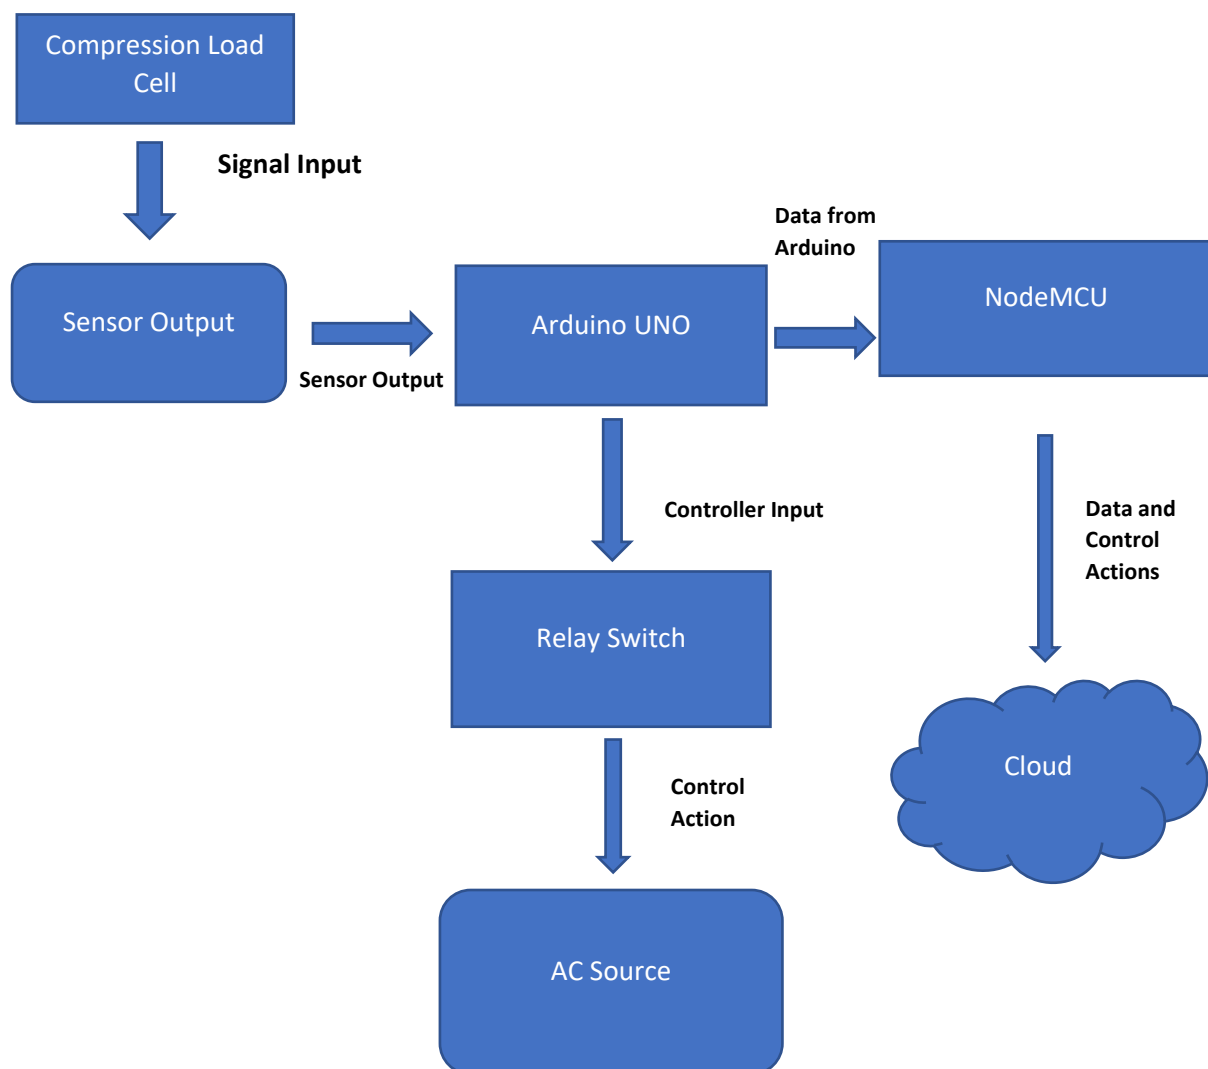 Compression Load
Cell
Signal Input
Data from
Arduino
NodeMCU
Sensor Output
Arduino UNO
Sensor Output
Controller Input
Data and
Control
Actions
Relay Switch
Cloud
Control
Action
AC Source